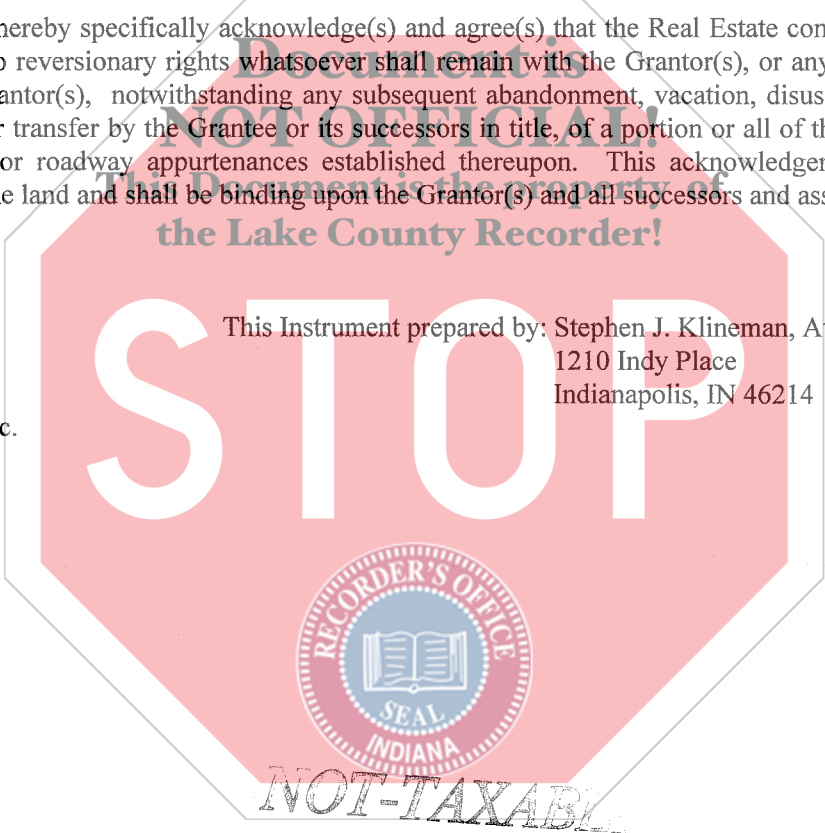 hereby specifically acknowledge(s) and agree(s) that the Real Estate con
Document is
reversionary rights whatsoever shall remain with the Grantor(s), or any
antor(s), notwithstanding any subsequent abandonment, vacation, disus
NOT OFFICIAL!
transfer by the Grantee or its successors in title, of a portion or all of th
or roadway appurtenances established thereupon. This acknowledger
This Document is the property of
e land and shall be binding upon the Grantor(s) and all successors and ass
the Lake County Recorder!
This Instrument prepared by: Stephen J. Klineman, A
1210 Indy Place
Indianapolis, IN 46214
c.
STOP
RECORDER'S OFFICE
SEAL
INDIANA
NOT-TAXAB